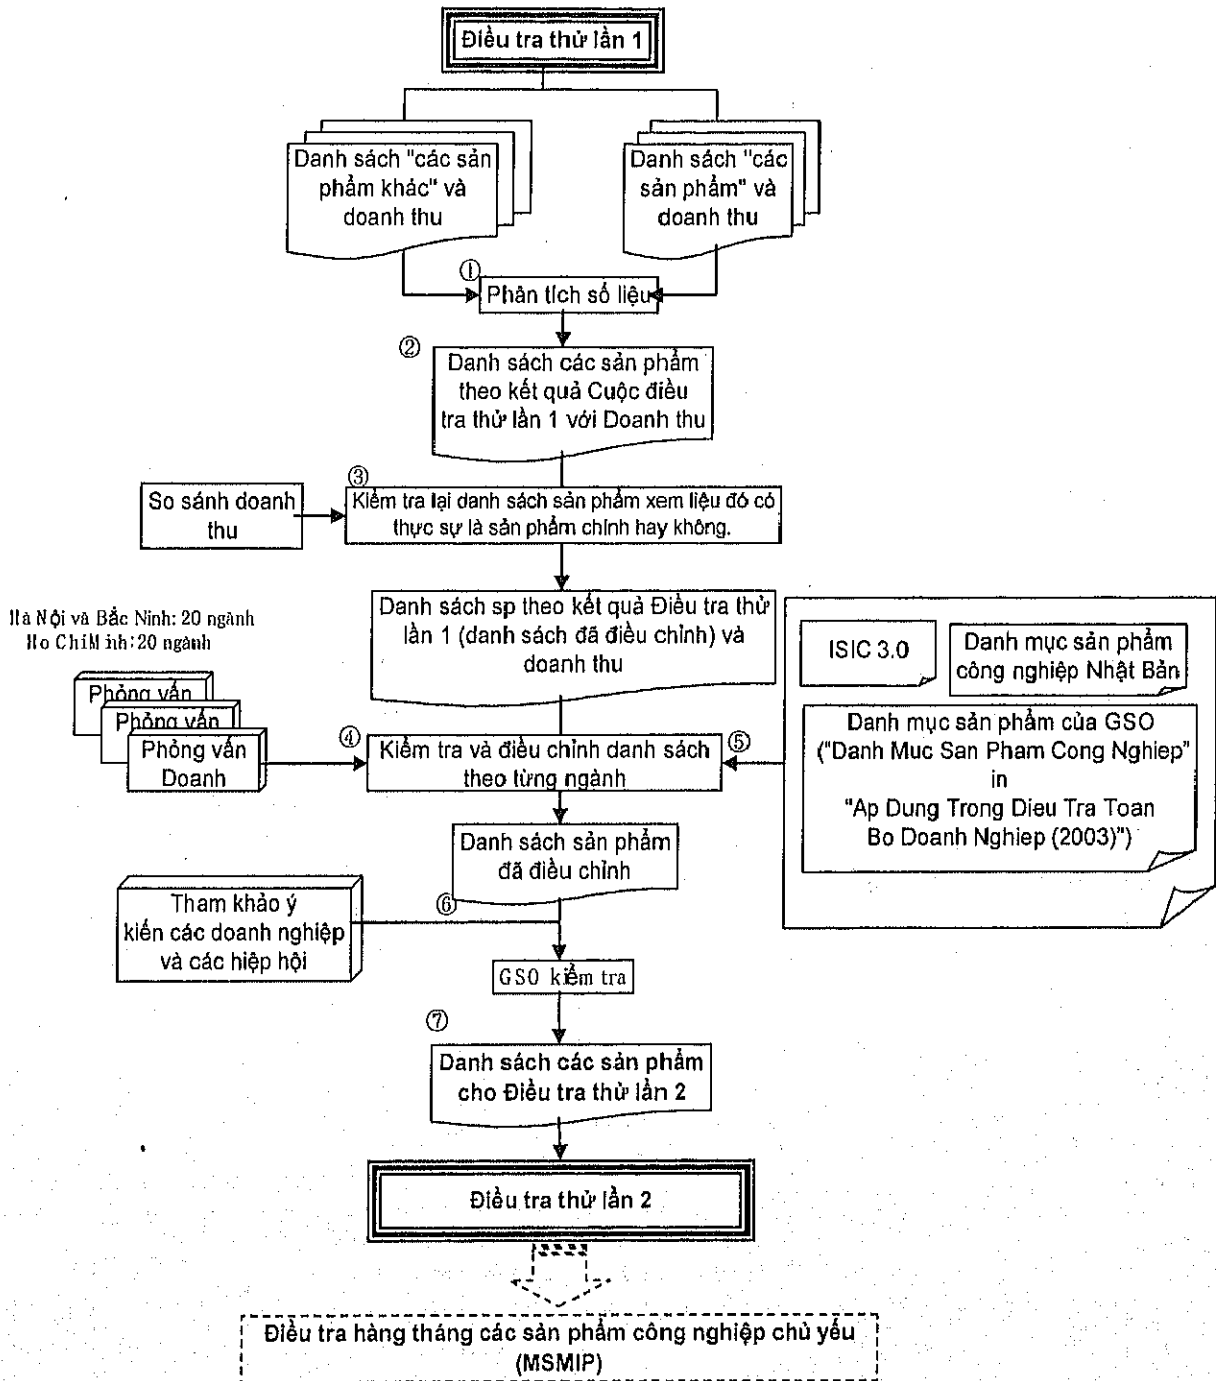 Điều tra thử lần 1
Danh sách "các sản
phẩm khác" và
doanh thu
Danh sách "các
sản phẩm" và
doanh thu
①
Phân tích số liệu
②
Danh sách các sản phẩm
theo kết quả Cuộc điều
tra thử lần 1 với Doanh thu
③
So sánh doanh
thu
Kiểm tra lại danh sách sản phẩm xem liệu đó có
thực sự là sản phẩm chính hay không.
Hà Nội và Bắc Ninh: 20 ngành
Ho ChiM inh: 20 ngành
Danh sách sp theo kết quả Điều tra thử
lần 1 (danh sách đã điều chỉnh) và
doanh thu
ISIC 3.0
Danh mục sản phẩm
công nghiệp Nhật Bản
Danh mục sản phẩm của GSO
("Danh Muc San Pham Cong Nghiep"
in
"Ap Dung Trong Dieu Tra Toan
Bo Doanh Nghiep (2003)")
Phỏng vấn
Phỏng vấn
Phỏng vấn
Doanh
④
Kiểm tra và điều chỉnh danh sách
theo từng ngành
⑤
Danh sách sản phẩm
đã điều chỉnh
⑥
Tham khảo ý
kiến các doanh nghiệp
và các hiệp hội
GSO kiểm tra
⑦
Danh sách các sản phẩm
cho Điều tra thử lần 2
Điều tra thử lần 2
Điều tra hàng tháng các sản phẩm công nghiệp chủ yếu
(MSMIP)